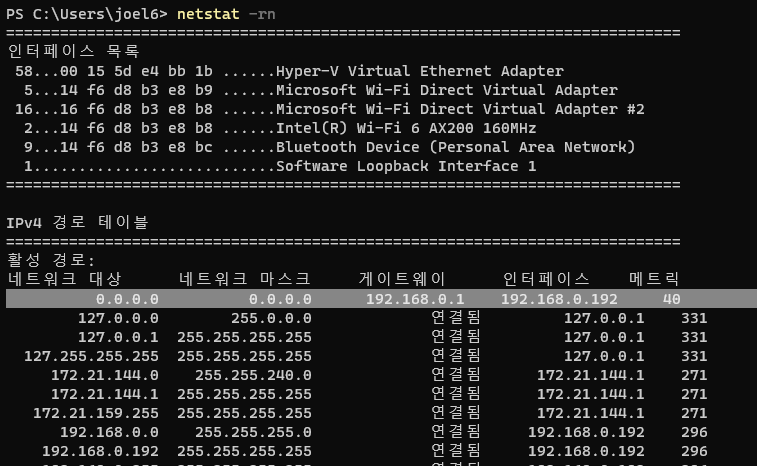 PS C:\Users\joel6> netstat -rn
===========================================================================
인터페이스 목록
58...00 15 5d e4 bb 1b ......Hyper-V Virtual Ethernet Adapter
5...14 f6 d8 b3 e8 b9 ......Microsoft Wi-Fi Direct Virtual Adapter
16...16 f6 d8 b3 e8 b8 ......Microsoft Wi-Fi Direct Virtual Adapter #2
2...14 f6 d8 b3 e8 b8 ......Intel(R) Wi-Fi 6 AX200 160MHz
9...14 f6 d8 b3 e8 bc ......Bluetooth Device (Personal Area Network)
1...........................Software Loopback Interface 1
===========================================================================
IPv4 경로 테이블
===========================================================================
활성 경로:
네트워크 대상 네트워크 마스크 게이트웨이 인터페이스 메트릭
0.0.0.0 0.0.0.0 192.168.0.1 192.168.0.192 40
127.0.0.0 255.0.0.0 연결됨 127.0.0.1 331
127.0.0.1 255.255.255.255 연결됨 127.0.0.1 331
127.255.255.255 255.255.255.255 연결됨 127.0.0.1 331
172.21.144.0 255.255.240.0 연결됨 172.21.144.1 271
172.21.144.1 255.255.255.255 연결됨 172.21.144.1 271
172.21.159.255 255.255.255.255 연결됨 172.21.144.1 271
192.168.0.0 255.255.255.0 연결됨 192.168.0.192 296
192.168.0.192 255.255.255.255 연결됨 192.168.0.192 296